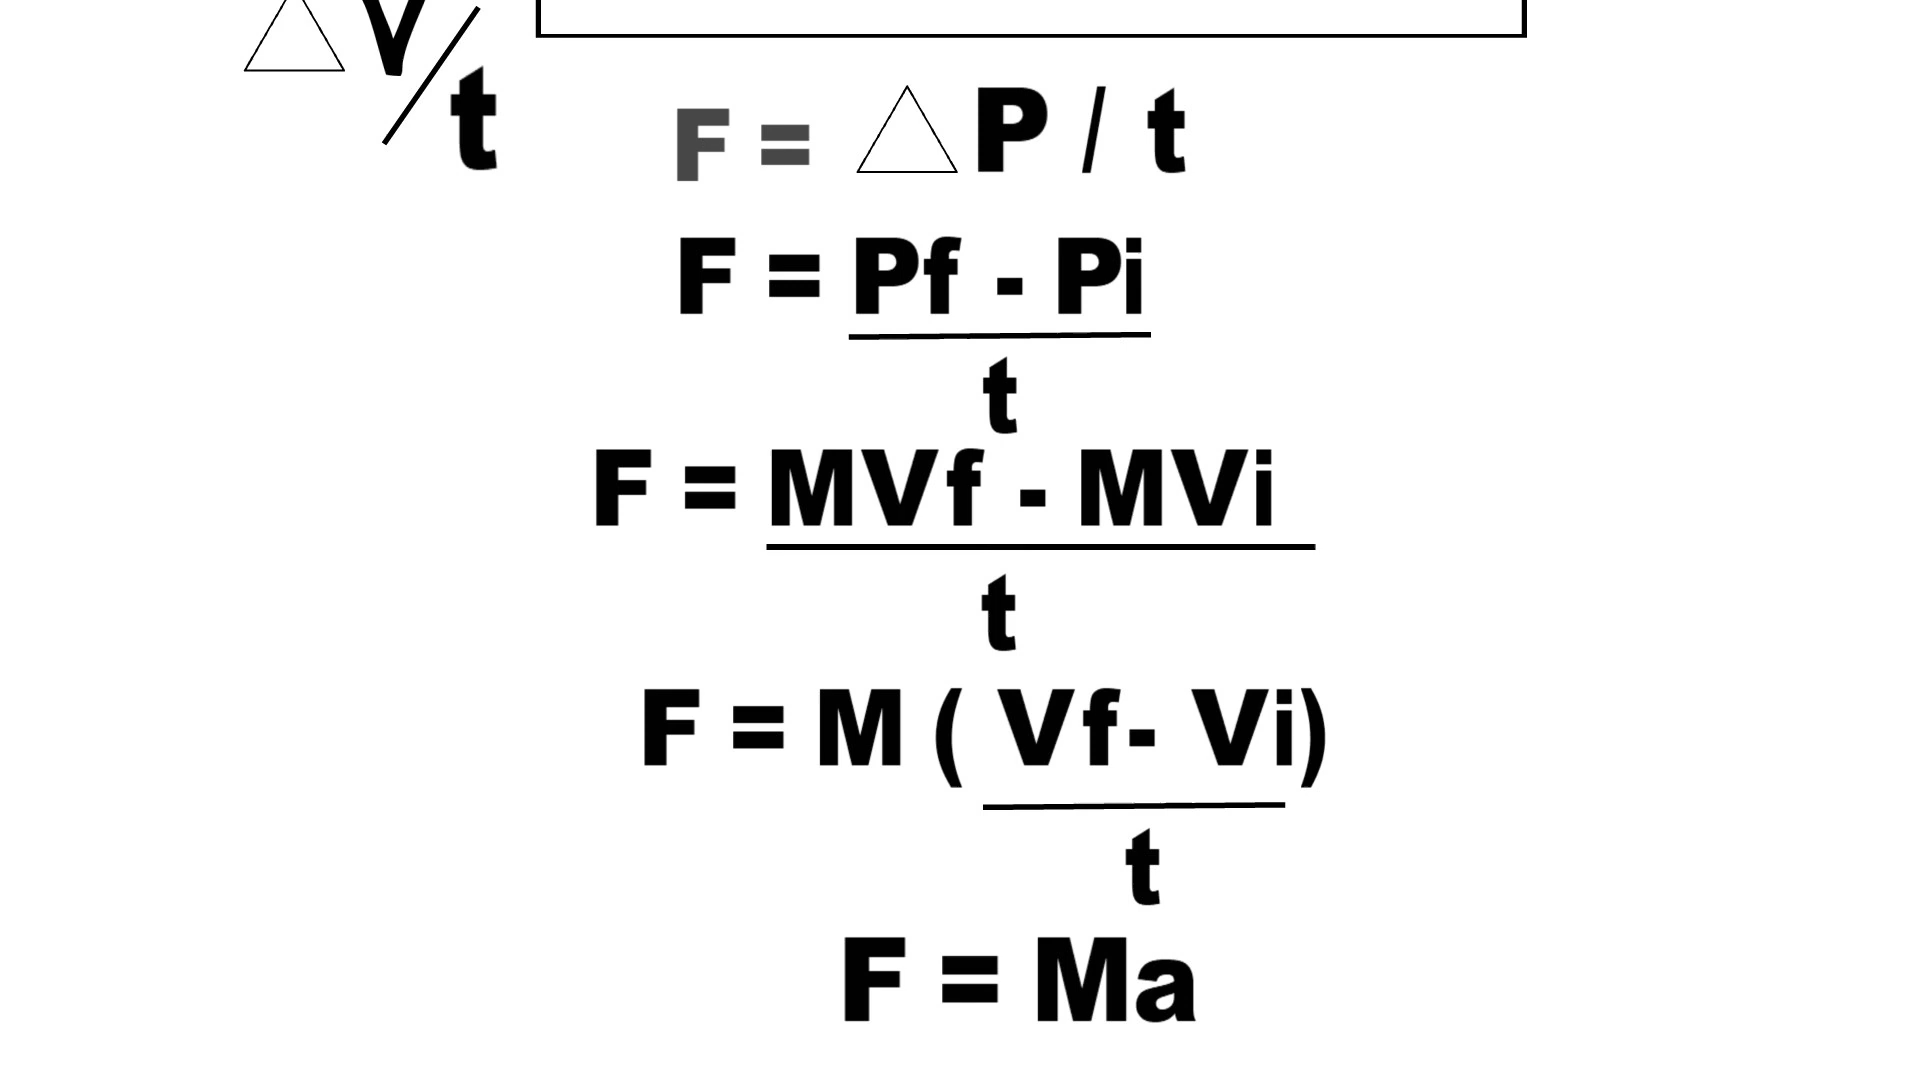 △V/t
F = △P / t
F = Pf - Pi
t
F = MVf - MVi
t
F = M ( Vf- Vi)
t
F = Ma